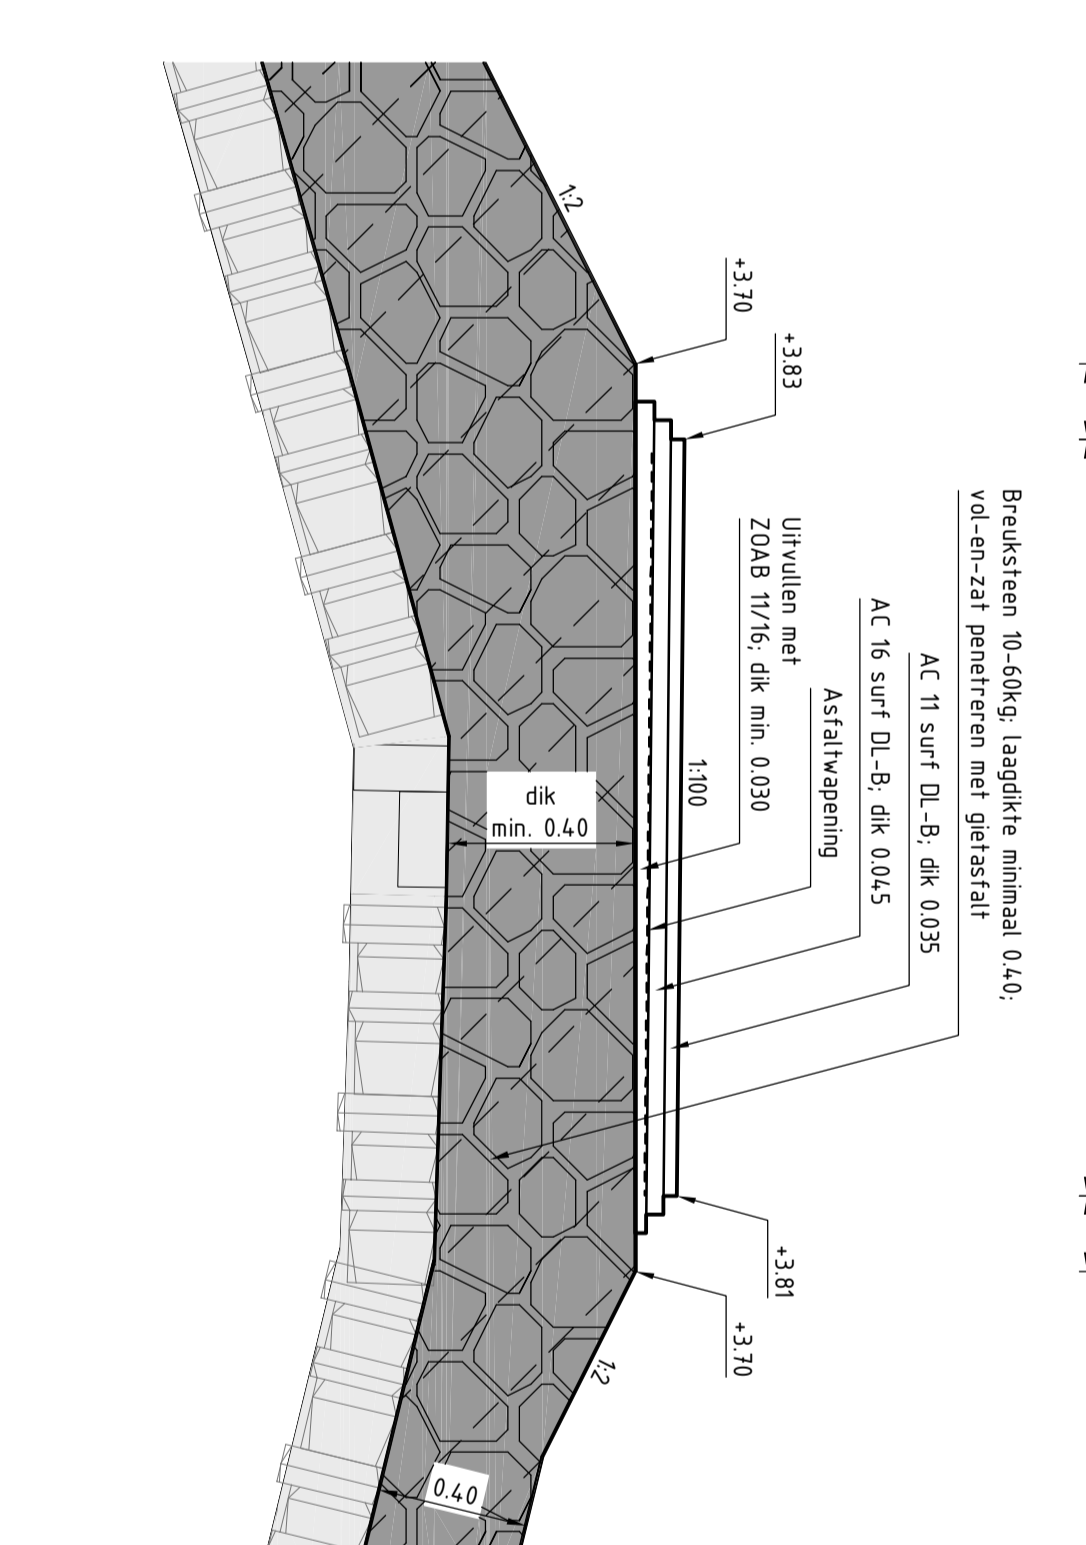 Breuksteen 10-60kg; laagdikte minimaal 0.40;
vol-en-zat penetreren met gietasfalt
AC 11 surf DL-B; dik 0.035
AC 16 surf DL-B; dik 0.045
Asfaltwapening
Uitvullen met
ZOAB 11/16; dik min. 0.030
+3.83
+3.70
+3.81
+3.70
1:100
1:2
1:2
dik
min. 0.40
0.40